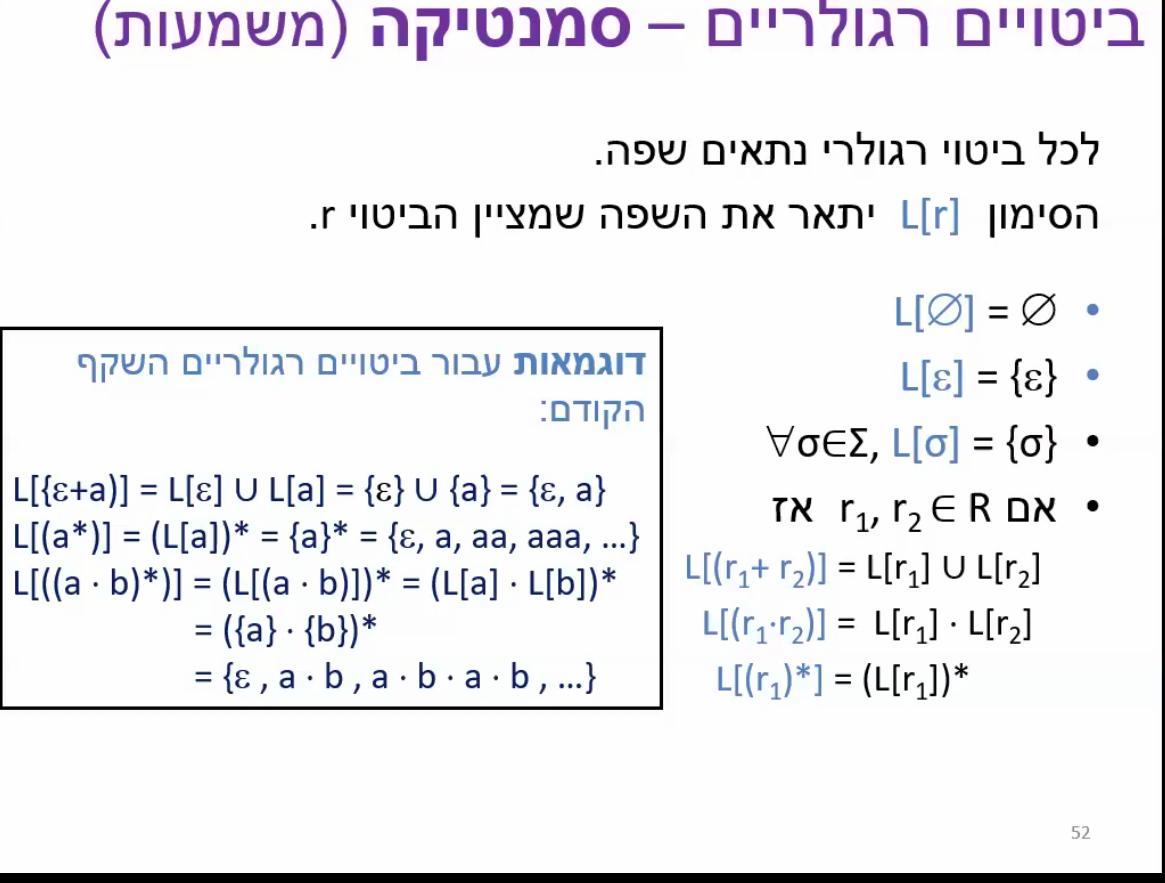 ביטויים רגולריים – סמנטיקה (משמעות)
לכל ביטוי רגולרי נתאים שפה.
הסימון L[r] יתאר את השפה שמציין הביטוי r.
• L[∅] = ∅
• L[ε] = {ε}
• ∀σ∈Σ, L[σ] = {σ}
• אם r₁, r₂ ∈ R אז
L[(r₁+ r₂)] = L[r₁] ∪ L[r₂]
L[(r₁·r₂)] = L[r₁] · L[r₂]
L[(r₁)*] = (L[r₁])*
דוגמאות עבור ביטויים רגולריים השקף
הקודם:
L[{ε+a)] = L[ε] ∪ L[a] = {ε} ∪ {a} = {ε, a}
L[(a*)] = (L[a])* = {a}* = {ε, a, aa, aaa, ...}
L[((a · b)*)] = (L[(a · b)])* = (L[a] · L[b])*
= ({a} · {b})*
= {ε , a · b , a · b · a · b , ...}
52